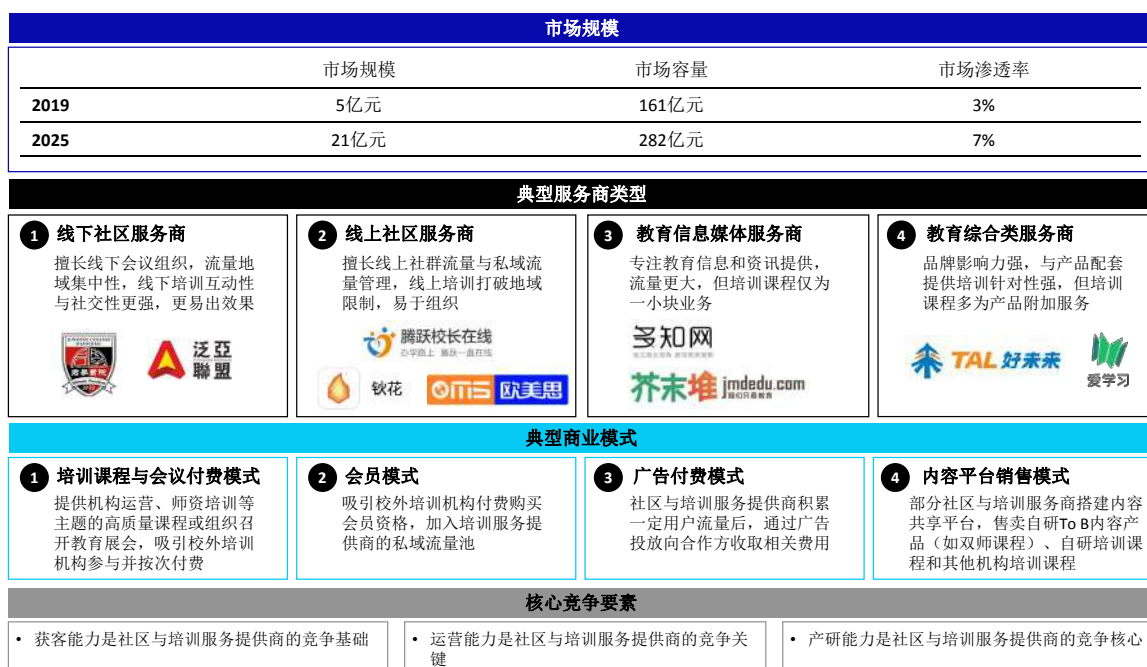 市场规模
市场规模 市场容量 市场渗透率
2019 5亿元 161亿元 3%
2025 21亿元 282亿元 7%
典型服务商类型
1 线下社区服务商
擅长线下会议组织，流量地
域集中性，线下培训互动性
与社交性更强，更易出效果
泛亞
聯盟
2 线上社区服务商
擅长线上社群流量与私域流
量管理，线上培训打破地域
限制，易于组织
腾跃校长在线
办学路上 腾跃一直在线
钬花
OMS 欧美思
3 教育信息媒体服务商
专注教育信息和资讯提供，
流量更大，但培训课程仅为
一小块业务
多知网
芥末堆 jmdedu.com
我们只看教育
4 教育综合类服务商
品牌影响力强，与产品配套
提供培训针对性强，但培训
课程多为产品附加服务
TAL 好未来
爱学习
典型商业模式
1 培训课程与会议付费模式
提供机构运营、师资培训等
主题的高质量课程或组织召
开教育展会，吸引校外培训
机构参与并按次付费
2 会员模式
吸引校外培训机构付费购买
会员资格，加入培训服务提
供商的私域流量池
3 广告付费模式
社区与培训服务提供商积累
一定用户流量后，通过广告
投放向合作方收取相关费用
4 内容平台销售模式
部分社区与培训服务商搭建内容
共享平台，售卖自研To B内容产
品（如双师课程）、自研培训课
程和其他机构培训课程
核心竞争要素
• 获客能力是社区与培训服务提供商的竞争基础
• 运营能力是社区与培训服务提供商的竞争关
键
• 产研能力是社区与培训服务提供商的竞争核心